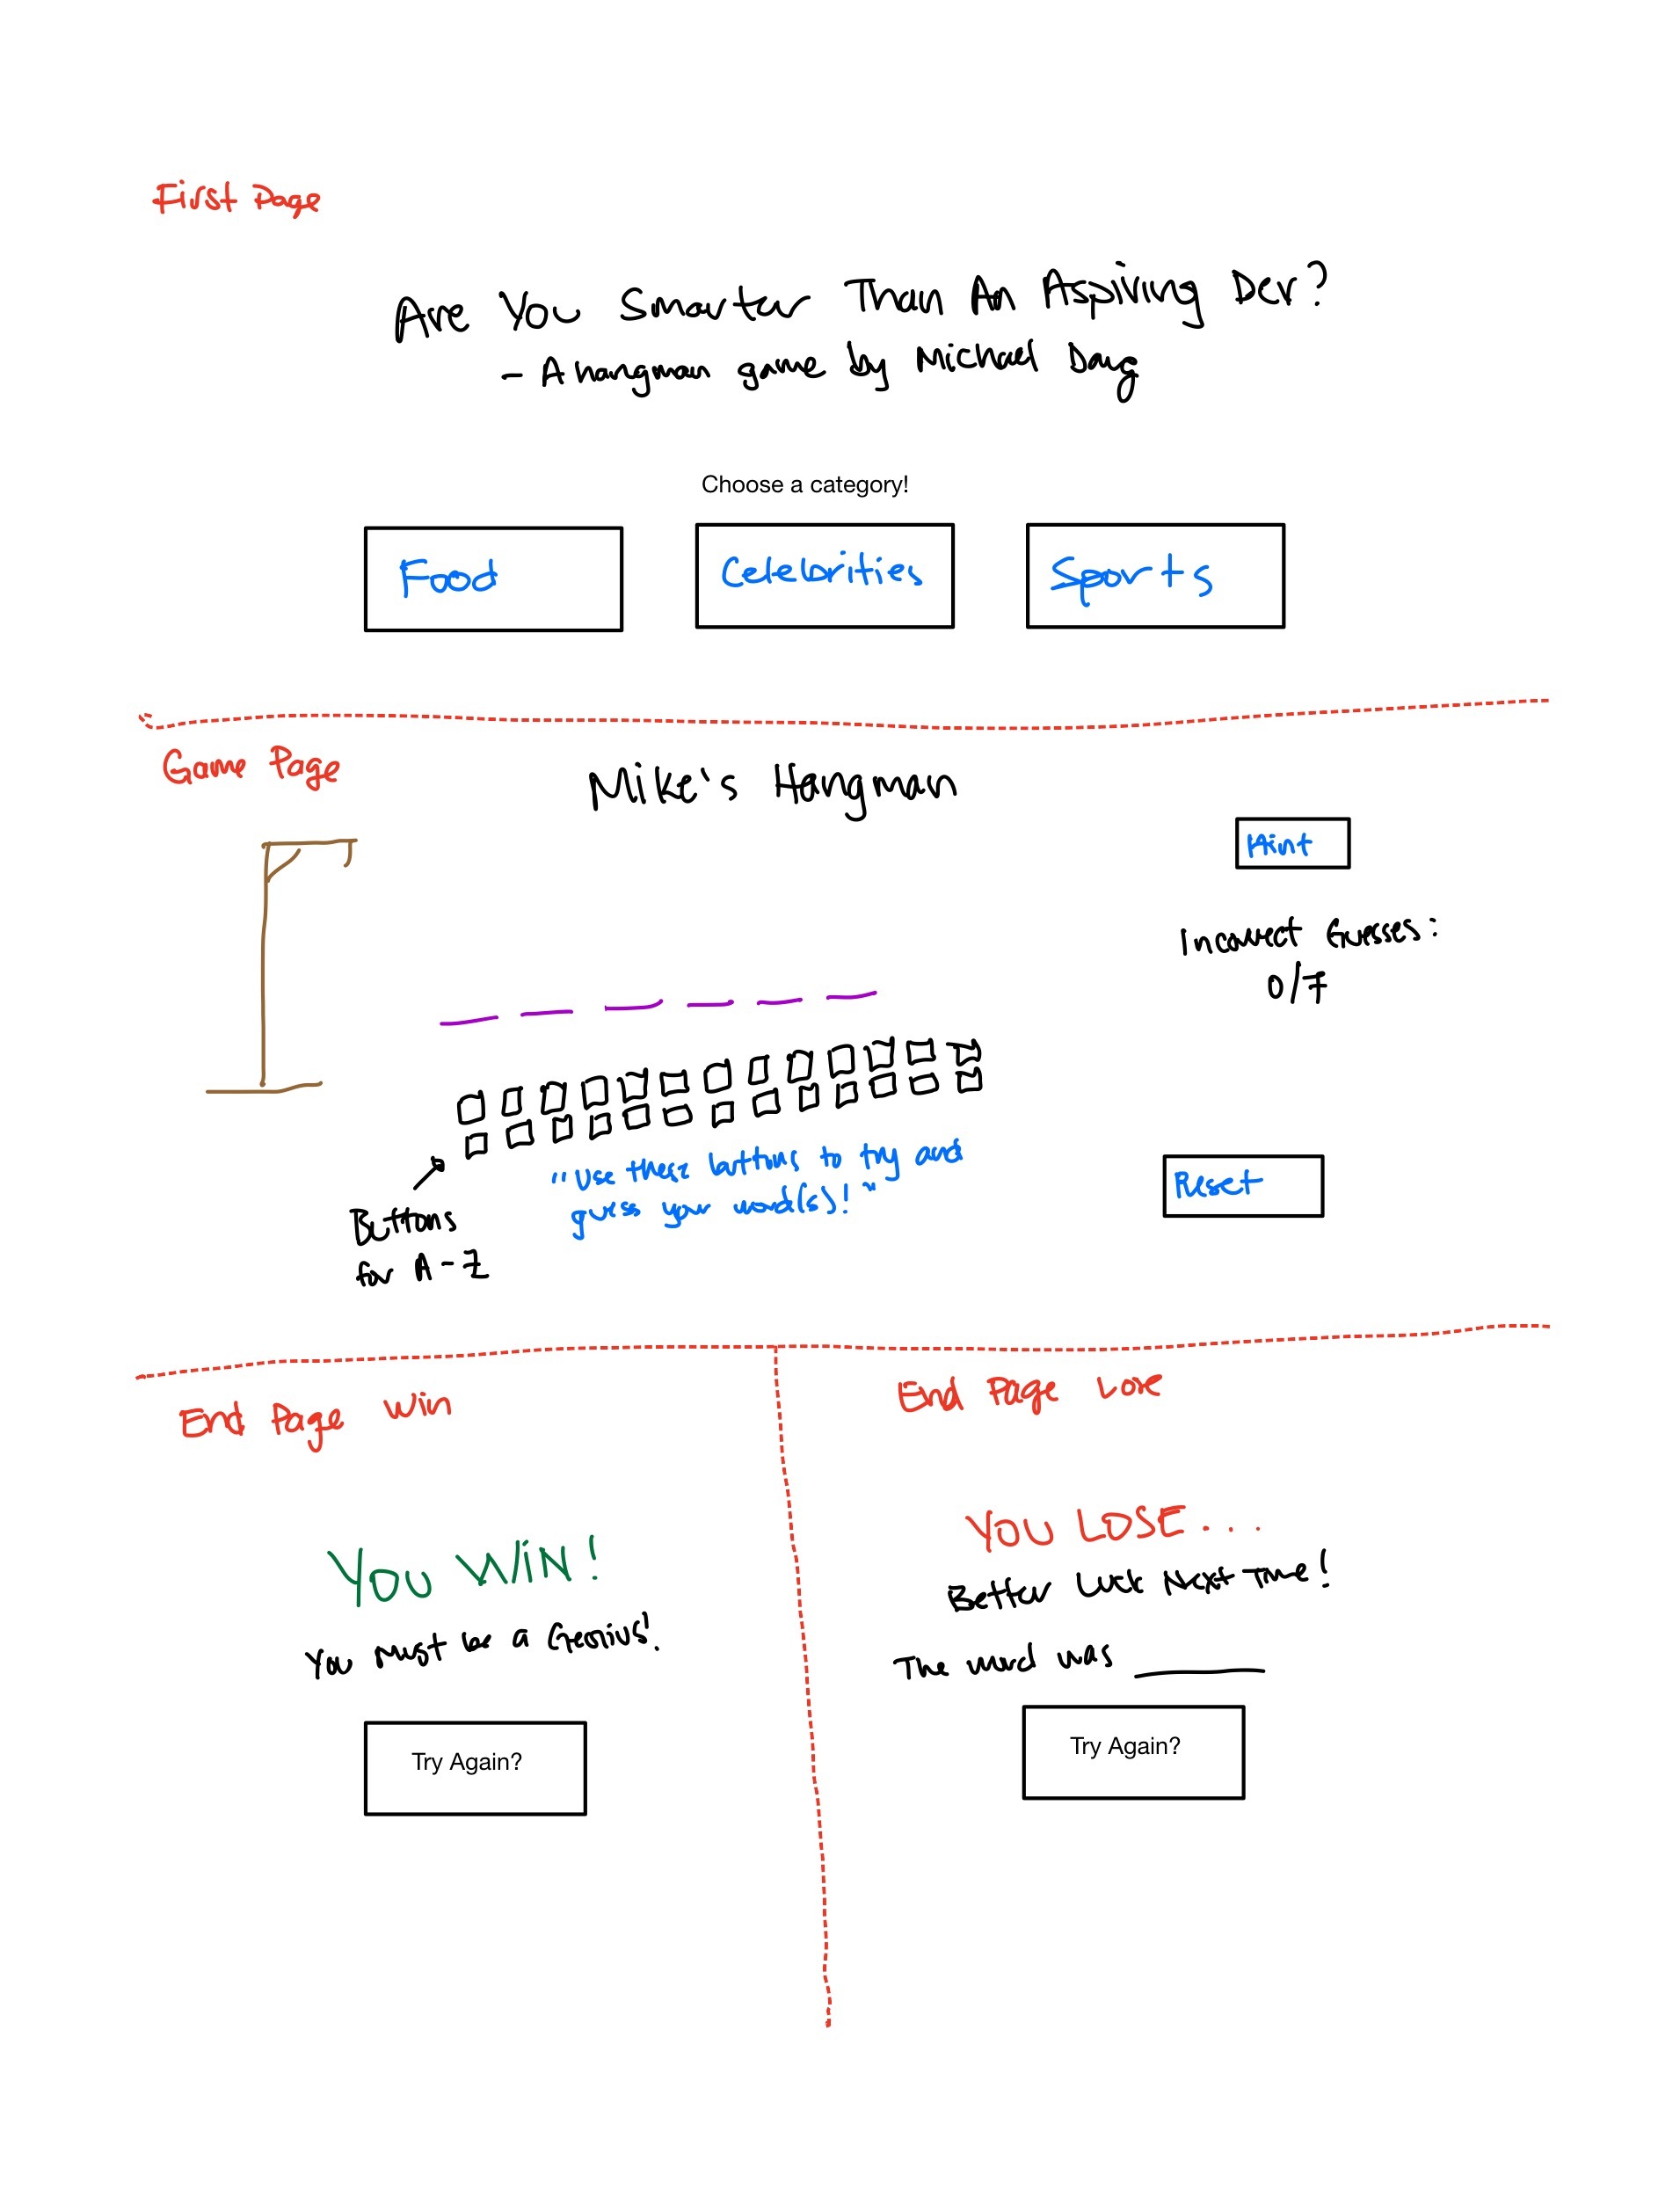 First Page
Are You Smarter Than An Aspiring Dev?
- A hangman game by Michael Dang
Choose a category!
Food
Celebrities
Sports
Game Page
Mike's Hangman
Hint
Incorrect Guesses:
0/7
"Use these buttons to try and
guess your word(s)!"
Reset
Buttons
for A-Z
End Page Win
YOU WIN!
You must be a Genius!
Try Again?
End Page Lose
YOU LOSE...
Better Luck Next Time!
The word was ______
Try Again?